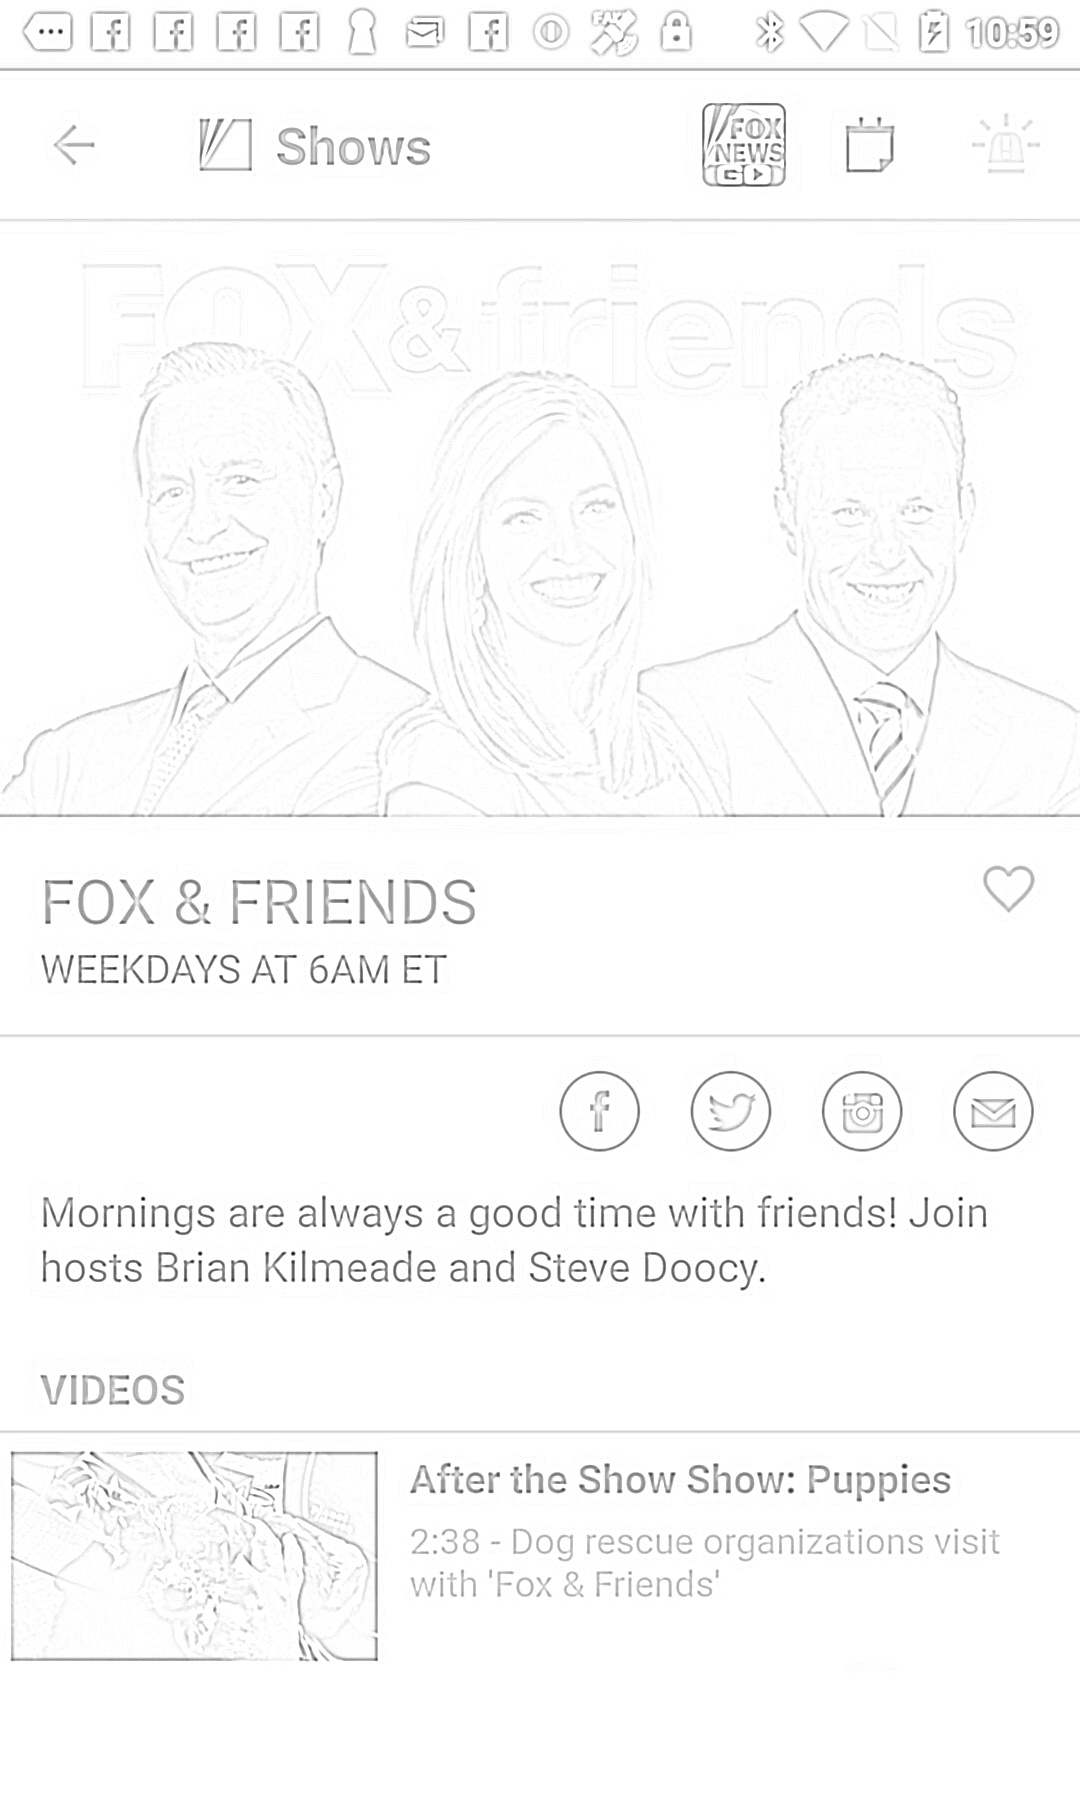 10:59
Shows
FOX
NEWS
GO
FOX&friends
FOX & FRIENDS
WEEKDAYS AT 6AM ET
Mornings are always a good time with friends! Join
hosts Brian Kilmeade and Steve Doocy.
VIDEOS
After the Show Show: Puppies
2:38 - Dog rescue organizations visit
with 'Fox & Friends'